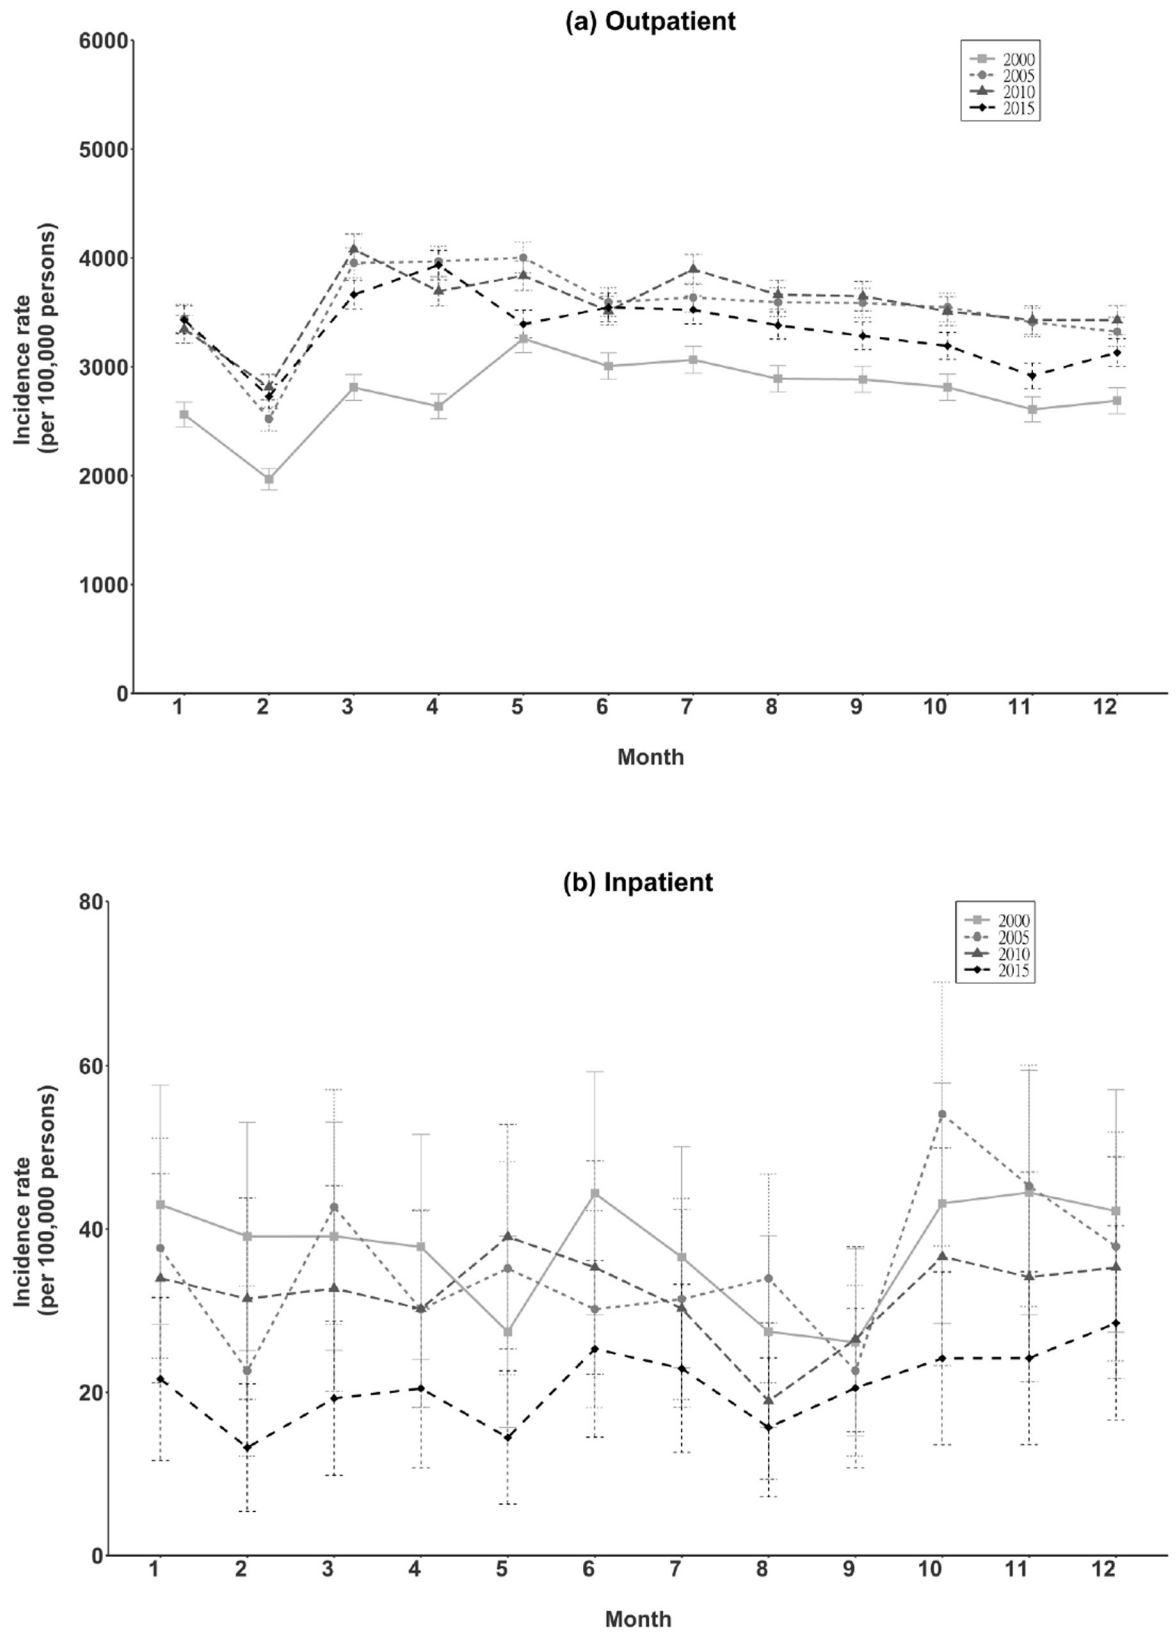 (a) Outpatient
6000
5000
4000
3000
2000
1000
0
Incidence rate
(per 100,000 persons)
2000
2005
2010
2015
1 2 3 4 5 6 7 8 9 10 11 12
Month
(b) Inpatient
80
60
40
20
0
Incidence rate
(per 100,000 persons)
2000
2005
2010
2015
1 2 3 4 5 6 7 8 9 10 11 12
Month